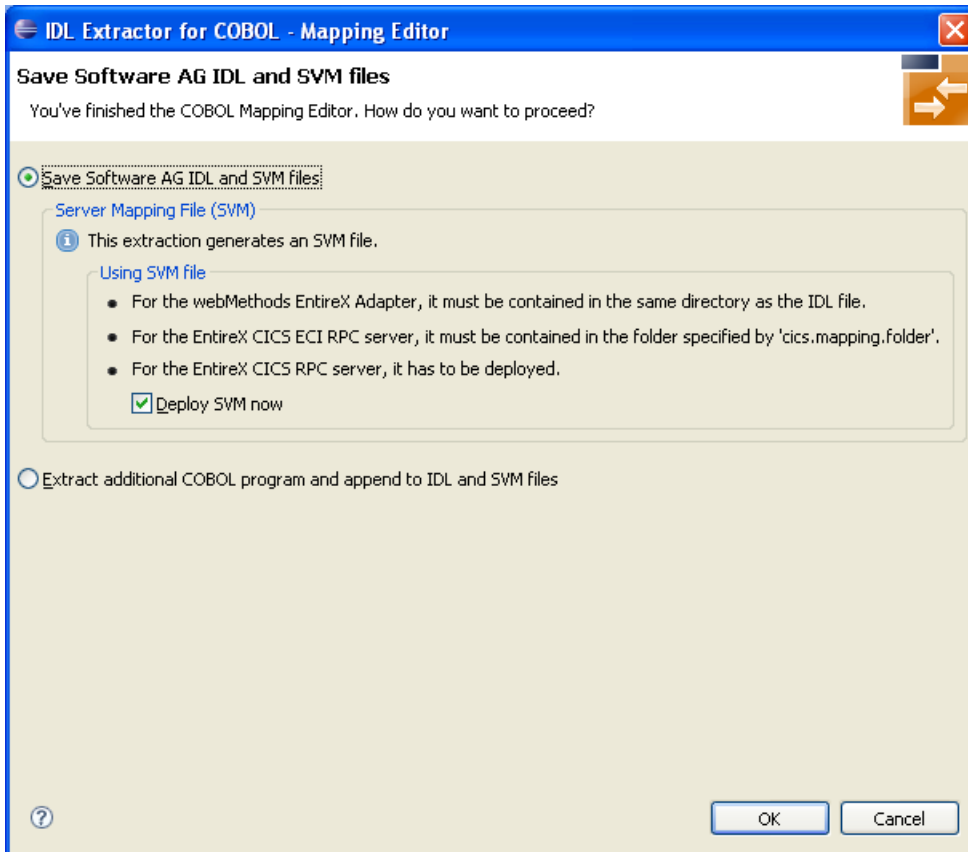 IDL Extractor for COBOL - Mapping Editor
Save Software AG IDL and SVM files
You've finished the COBOL Mapping Editor. How do you want to proceed?
Save Software AG IDL and SVM files
Server Mapping File (SVM)
This extraction generates an SVM file.
Using SVM file
For the webMethods EntireX Adapter, it must be contained in the same directory as the IDL file.
For the EntireX CICS ECI RPC server, it must be contained in the folder specified by 'cics.mapping.folder'.
For the EntireX CICS RPC server, it has to be deployed.
Deploy SVM now
Extract additional COBOL program and append to IDL and SVM files
?
OK
Cancel